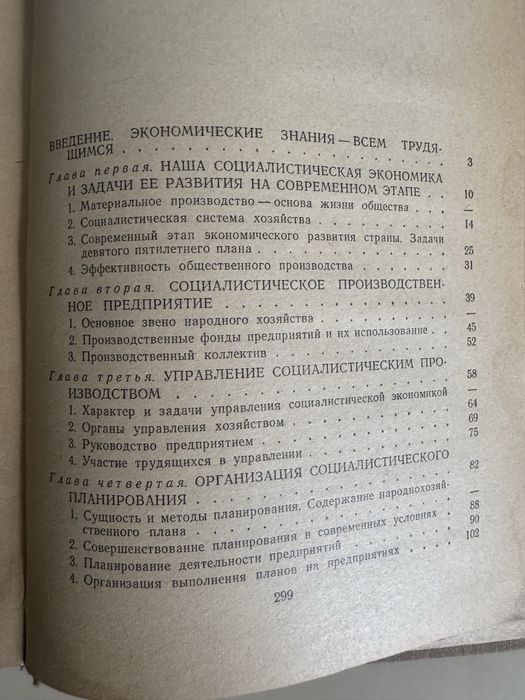 ВВЕДЕНИЕ. ЭКОНОМИЧЕСКИЕ ЗНАНИЯ — ВСЕМ ТРУДЯ-
ЩИМСЯ . . . . . . . . . . . . . . . . 3
Глава первая. НАША СОЦИАЛИСТИЧЕСКАЯ ЭКОНОМИКА
И ЗАДАЧИ ЕЕ РАЗВИТИЯ НА СОВРЕМЕННОМ ЭТАПЕ . . 10
1. Материальное производство — основа жизни общества . . . —
2. Социалистическая система хозяйства . . . . . . . . 14
3. Современный этап экономического развития страны. Задачи
девятого пятилетнего плана . . . . . . . . . . . 25
4. Эффективность общественного производства . . . . . . 31
Глава вторая. СОЦИАЛИСТИЧЕСКОЕ ПРОИЗВОДСТВЕН-
НОЕ ПРЕДПРИЯТИЕ . . . . . . . . . . . . 39
1. Основное звено народного хозяйства . . . . . . . . —
2. Производственные фонды предприятий и их использование . . 45
3. Производственный коллектив . . . . . . . . . . . 52
Глава третья. УПРАВЛЕНИЕ СОЦИАЛИСТИЧЕСКИМ ПРО-
ИЗВОДСТВОМ . . . . . . . . . . . . . . 58
1. Характер и задачи управления социалистической экономикой —
2. Органы управления хозяйством . . . . . . . . . . 64
3. Руководство предприятием . . . . . . . . . . . . 69
4. Участие трудящихся в управлении . . . . . . . . . 75
Глава четвертая. ОРГАНИЗАЦИЯ СОЦИАЛИСТИЧЕСКОГО
ПЛАНИРОВАНИЯ . . . . . . . . . . . . . 82
1. Сущность и методы планирования. Содержание народнохозяй-
ственного плана . . . . . . . . . . . . . . . —
2. Совершенствование планирования в современных условиях . 88
3. Планирование деятельности предприятий . . . . . . . 90
4. Организация выполнения планов на предприятиях . . . . 102
299